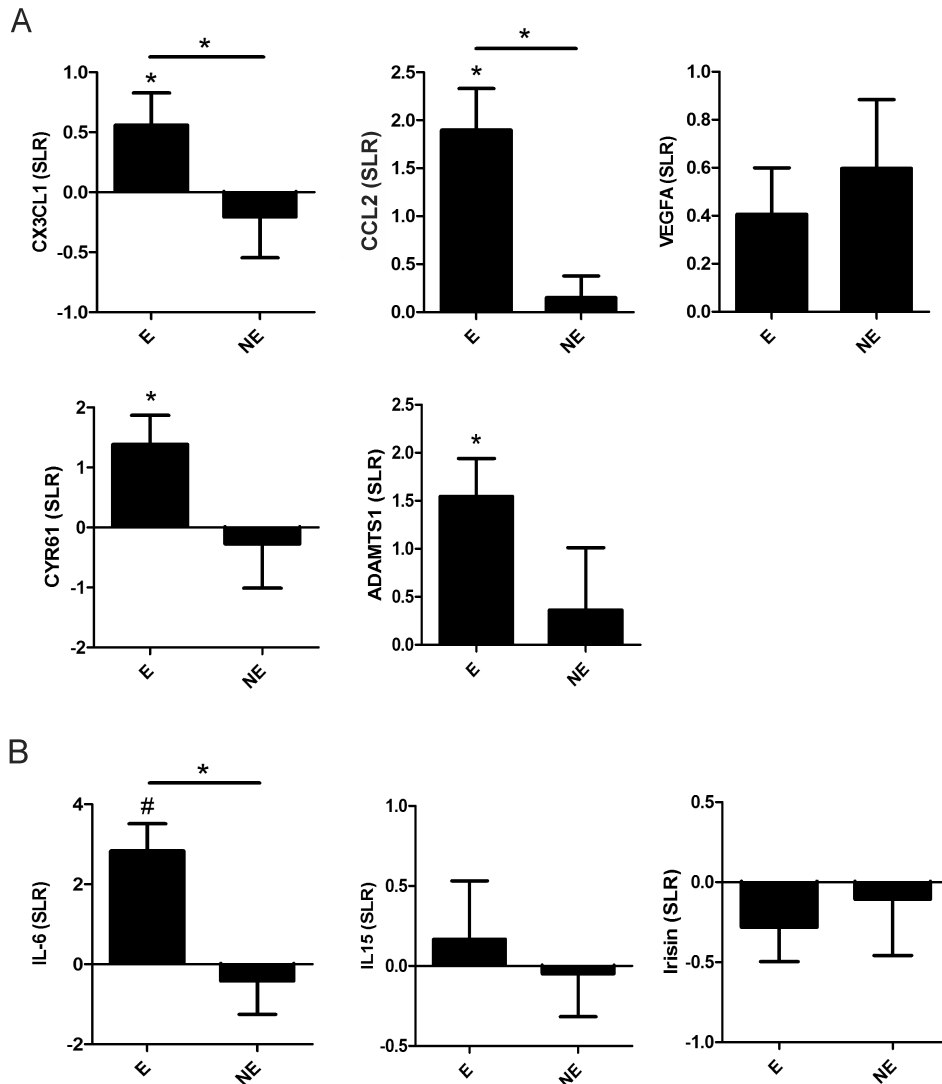 A
*
*
1.0
0.5
0.0
-0.5
-1.0
CX3CL1 (SLR)
E
NE
*
*
2.5
2.0
1.5
1.0
0.5
0.0
CCL2 (SLR)
E
NE
1.0
0.8
0.6
0.4
0.2
0.0
VEGFA (SLR)
E
NE
*
2
1
0
-1
-2
CYR61 (SLR)
E
NE
*
2.5
2.0
1.5
1.0
0.5
0.0
ADAMTS1 (SLR)
E
NE
B
*
#
4
2
0
-2
IL-6 (SLR)
E
NE
1.0
0.5
0.0
-0.5
IL15 (SLR)
E
NE
0.5
0.0
-0.5
-1.0
Irisin (SLR)
E
NE